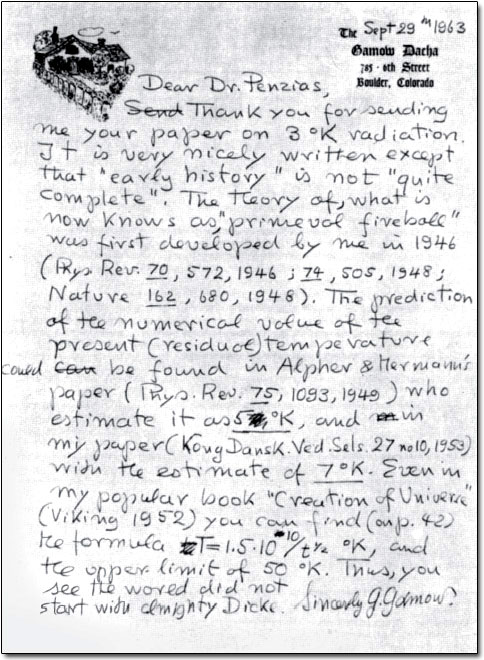 The Sept 29th 1963
Gamow Dacha
785 · 6th Street
Boulder, Colorado
Dear Dr. Penzias,
Send Thank you for sending
me your paper on 3 °K radiation.
It is very nicely written except
that "early history" is not "quite
complete". The theory of, what is
now knows as, "primeval fireball"
was first developed by me in 1946
(Phys. Rev. 70, 572, 1946; 74, 505, 1948;
Nature 162, 680, 1948). The prediction
of the numerical value of the
present (residual) temperature
could can be found in Alpher & Hermann's
paper (Phys. Rev. 75, 1093, 1949) who
estimate it as 5 °K, and in
my paper (Kong Dansk. Ved. Sels. 27 no 10, 1953)
with the estimate of 7 °K. Even in
my popular book "Creation of Universe"
(Viking 1952) you can find (on p. 42)
the formula T=1.5·10¹⁰/t½ °K, and
the upper limit of 50 °K. Thus, you
see the world did not
start with almighty Dicke. Sincerly G. Gamow.